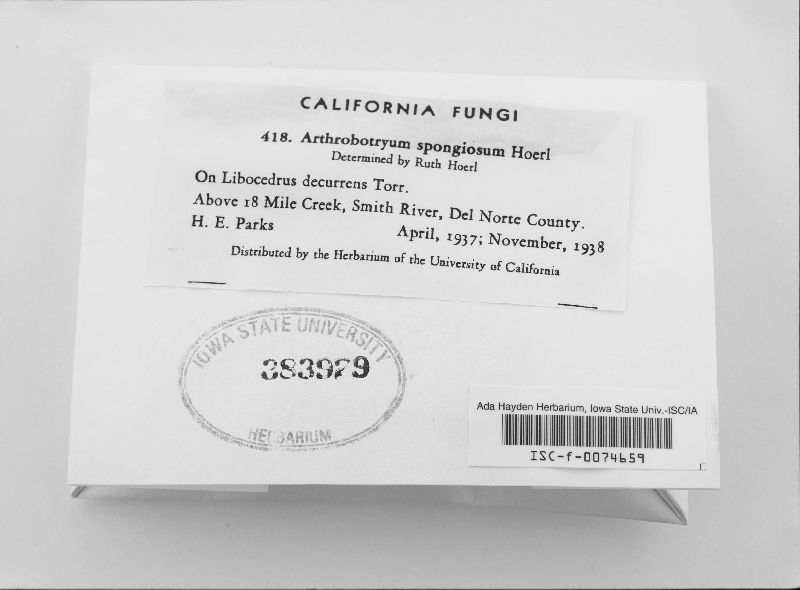 CALIFORNIA FUNGI
418. Arthrobotryum spongiosum Hoerl
Determined by Ruth Hoerl
On Libocedrus decurrens Torr.
Above 18 Mile Creek, Smith River, Del Norte County.
H. E. Parks April, 1937; November, 1938
Distributed by the Herbarium of the University of California
IOWA STATE UNIVERSITY
383979
HERBARIUM
Ada Hayden Herbarium, Iowa State Univ.-ISC/IA
ISC-f-0074659